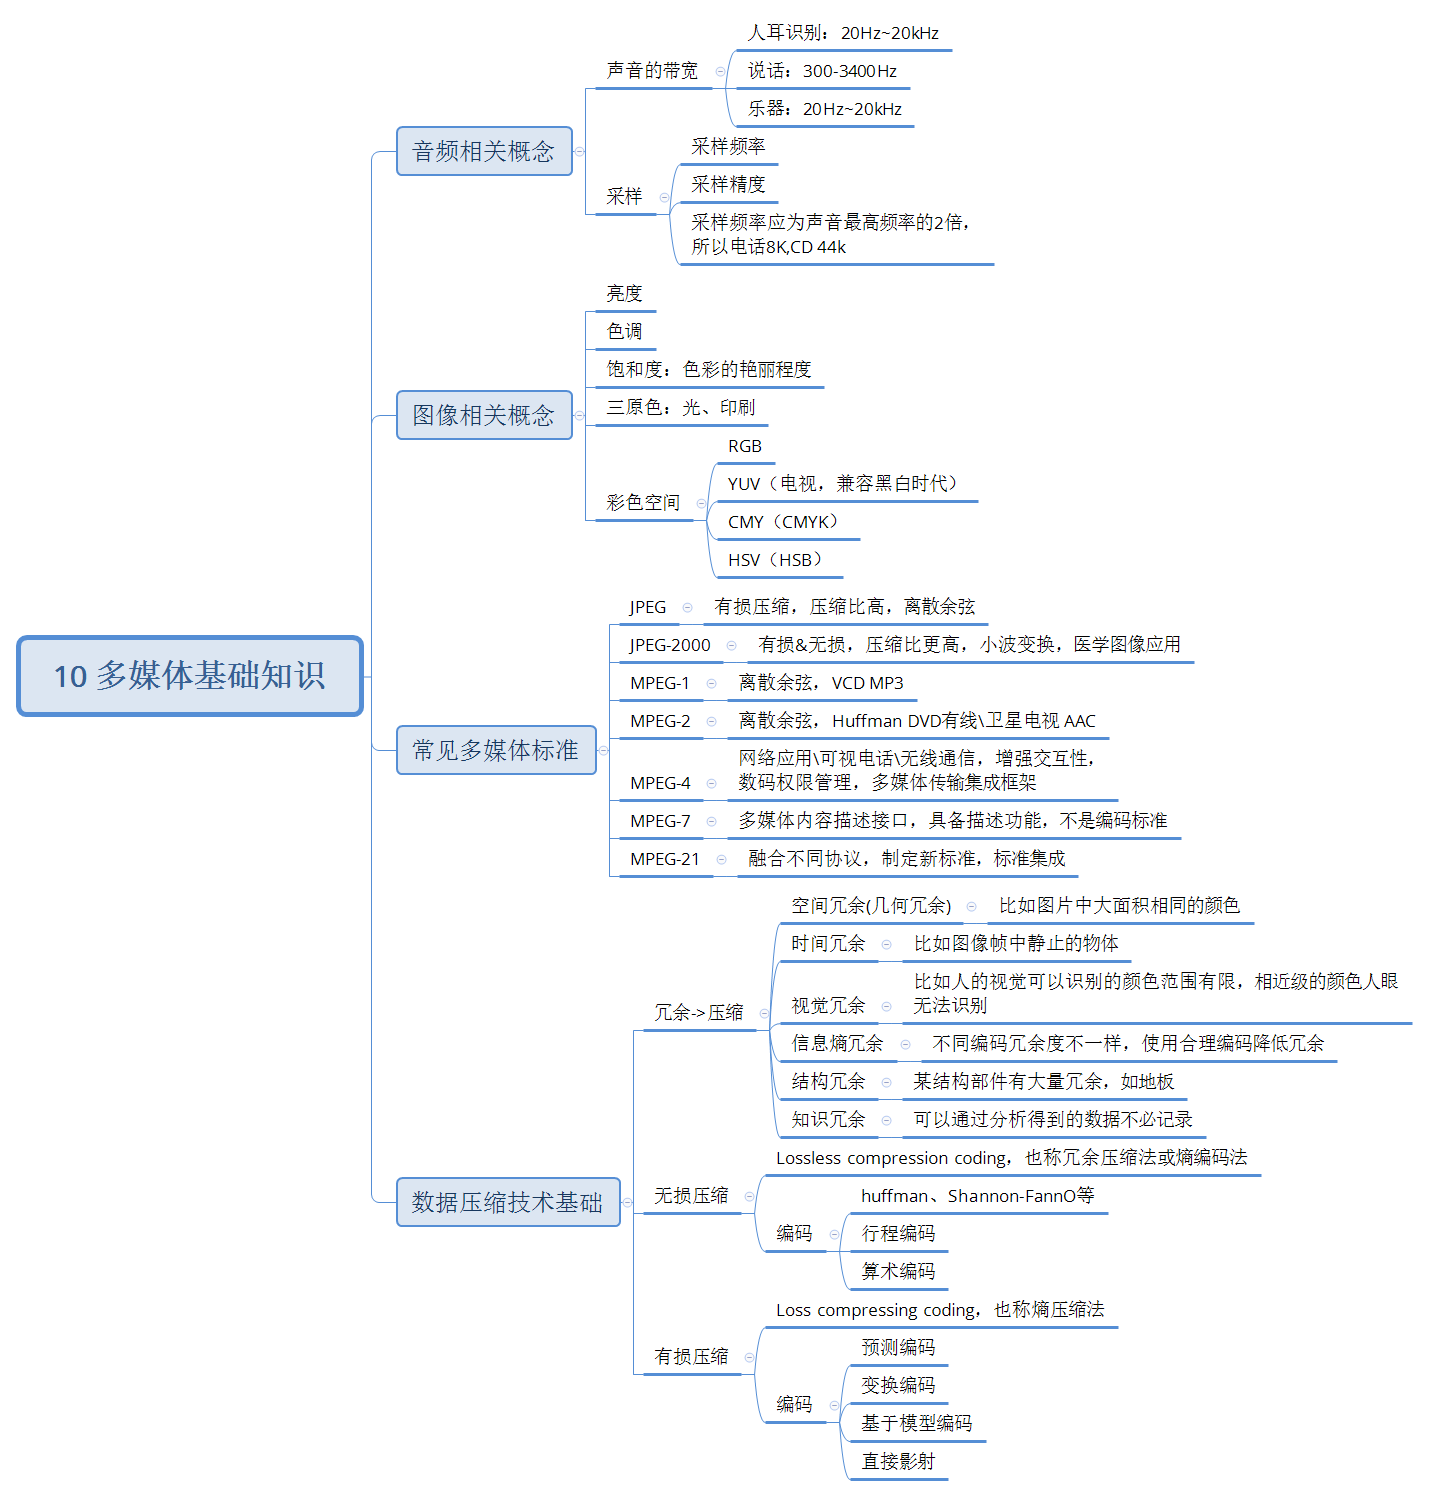 10 多媒体基础知识
音频相关概念
声音的带宽
人耳识别：20Hz~20kHz
说话：300-3400Hz
乐器：20Hz~20kHz
采样
采样频率
采样精度
采样频率应为声音最高频率的2倍，
所以电话8K,CD 44k
图像相关概念
亮度
色调
饱和度：色彩的艳丽程度
三原色：光、印刷
彩色空间
RGB
YUV（电视，兼容黑白时代）
CMY（CMYK）
HSV（HSB）
常见多媒体标准
JPEG
有损压缩，压缩比高，离散余弦
JPEG-2000
有损&无损，压缩比更高，小波变换，医学图像应用
MPEG-1
离散余弦，VCD MP3
MPEG-2
离散余弦，Huffman DVD有线\卫星电视 AAC
MPEG-4
网络应用\可视电话\无线通信，增强交互性，
数码权限管理，多媒体传输集成框架
MPEG-7
多媒体内容描述接口，具备描述功能，不是编码标准
MPEG-21
融合不同协议，制定新标准，标准集成
数据压缩技术基础
冗余->压缩
空间冗余(几何冗余)
比如图片中大面积相同的颜色
时间冗余
比如图像帧中静止的物体
视觉冗余
比如人的视觉可以识别的颜色范围有限，相近级的颜色人眼
无法识别
信息熵冗余
不同编码冗余度不一样，使用合理编码降低冗余
结构冗余
某结构部件有大量冗余，如地板
知识冗余
可以通过分析得到的数据不必记录
无损压缩
Lossless compression coding，也称冗余压缩法或熵编码法
编码
huffman、Shannon-FannO等
行程编码
算术编码
有损压缩
Loss compressing coding，也称熵压缩法
编码
预测编码
变换编码
基于模型编码
直接影射